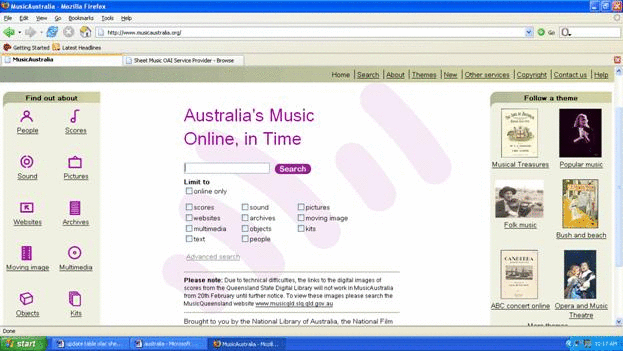 MusicAustralia - Mozilla Firefox
File Edit View Go Bookmarks Tools Help
http://www.musicaustralia.org/
Go
Getting Started Latest Headlines
MusicAustralia
Sheet Music OAI Service Provider - Browse
Home | Search | About | Themes | New | Other services | Copyright | Contact us | Help
Find out about
People
Scores
Sound
Pictures
Websites
Archives
Moving image
Multimedia
Objects
Kits
Australia's Music
Online, in Time
Search
Limit to
online only
scores sound pictures
websites archives moving image
multimedia objects kits
text people
Advanced search
Please note: Due to technical difficulties, the links to the digital images of
scores from the Queensland State Digital Library will not work in MusicAustralia
from 20th February until further notice. To view these images please search the
MusicQueensland website www.musicqld.slq.qld.gov.au
Brought to you by the National Library of Australia, the National Film
Follow a theme
Musical Treasures
Popular music
Folk music
Bush and beach
CANBERRA
ABC concert online
Opera and Music
Theatre
More themes
Done
start
update table vlar shee...
australia - Microsoft ...
MusicAustralia - Mozil...
10:17 AM